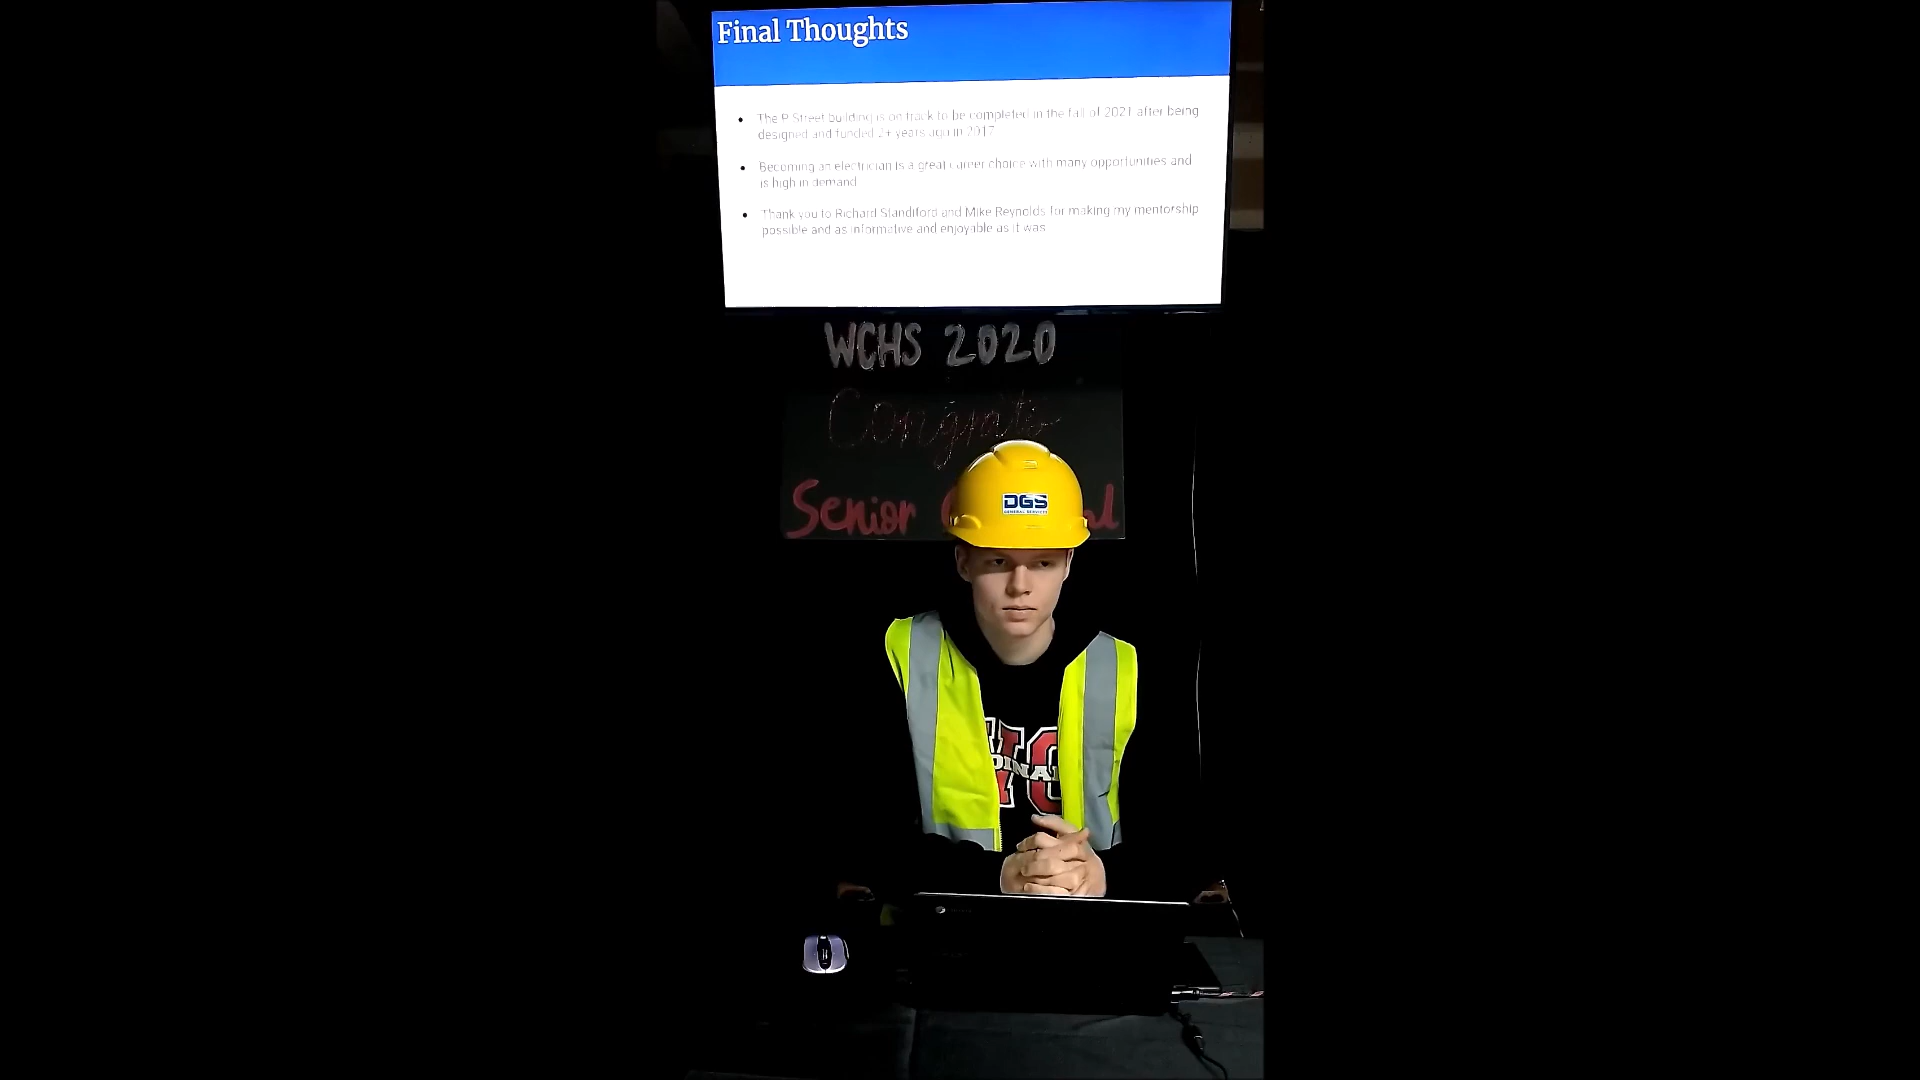 Final Thoughts
The P Street building is on track to be completed in the fall of 2021 after being
designed and funded 2+ years ago in 2017
Becoming an electrician is a great career choice with many opportunities and
is high in demand
Thank you to Richard Standiford and Mike Reynolds for making my mentorship
possible and as informative and enjoyable as it was
WCHS 2020
Congrats
Senior
DGS
GENERAL SERVICES